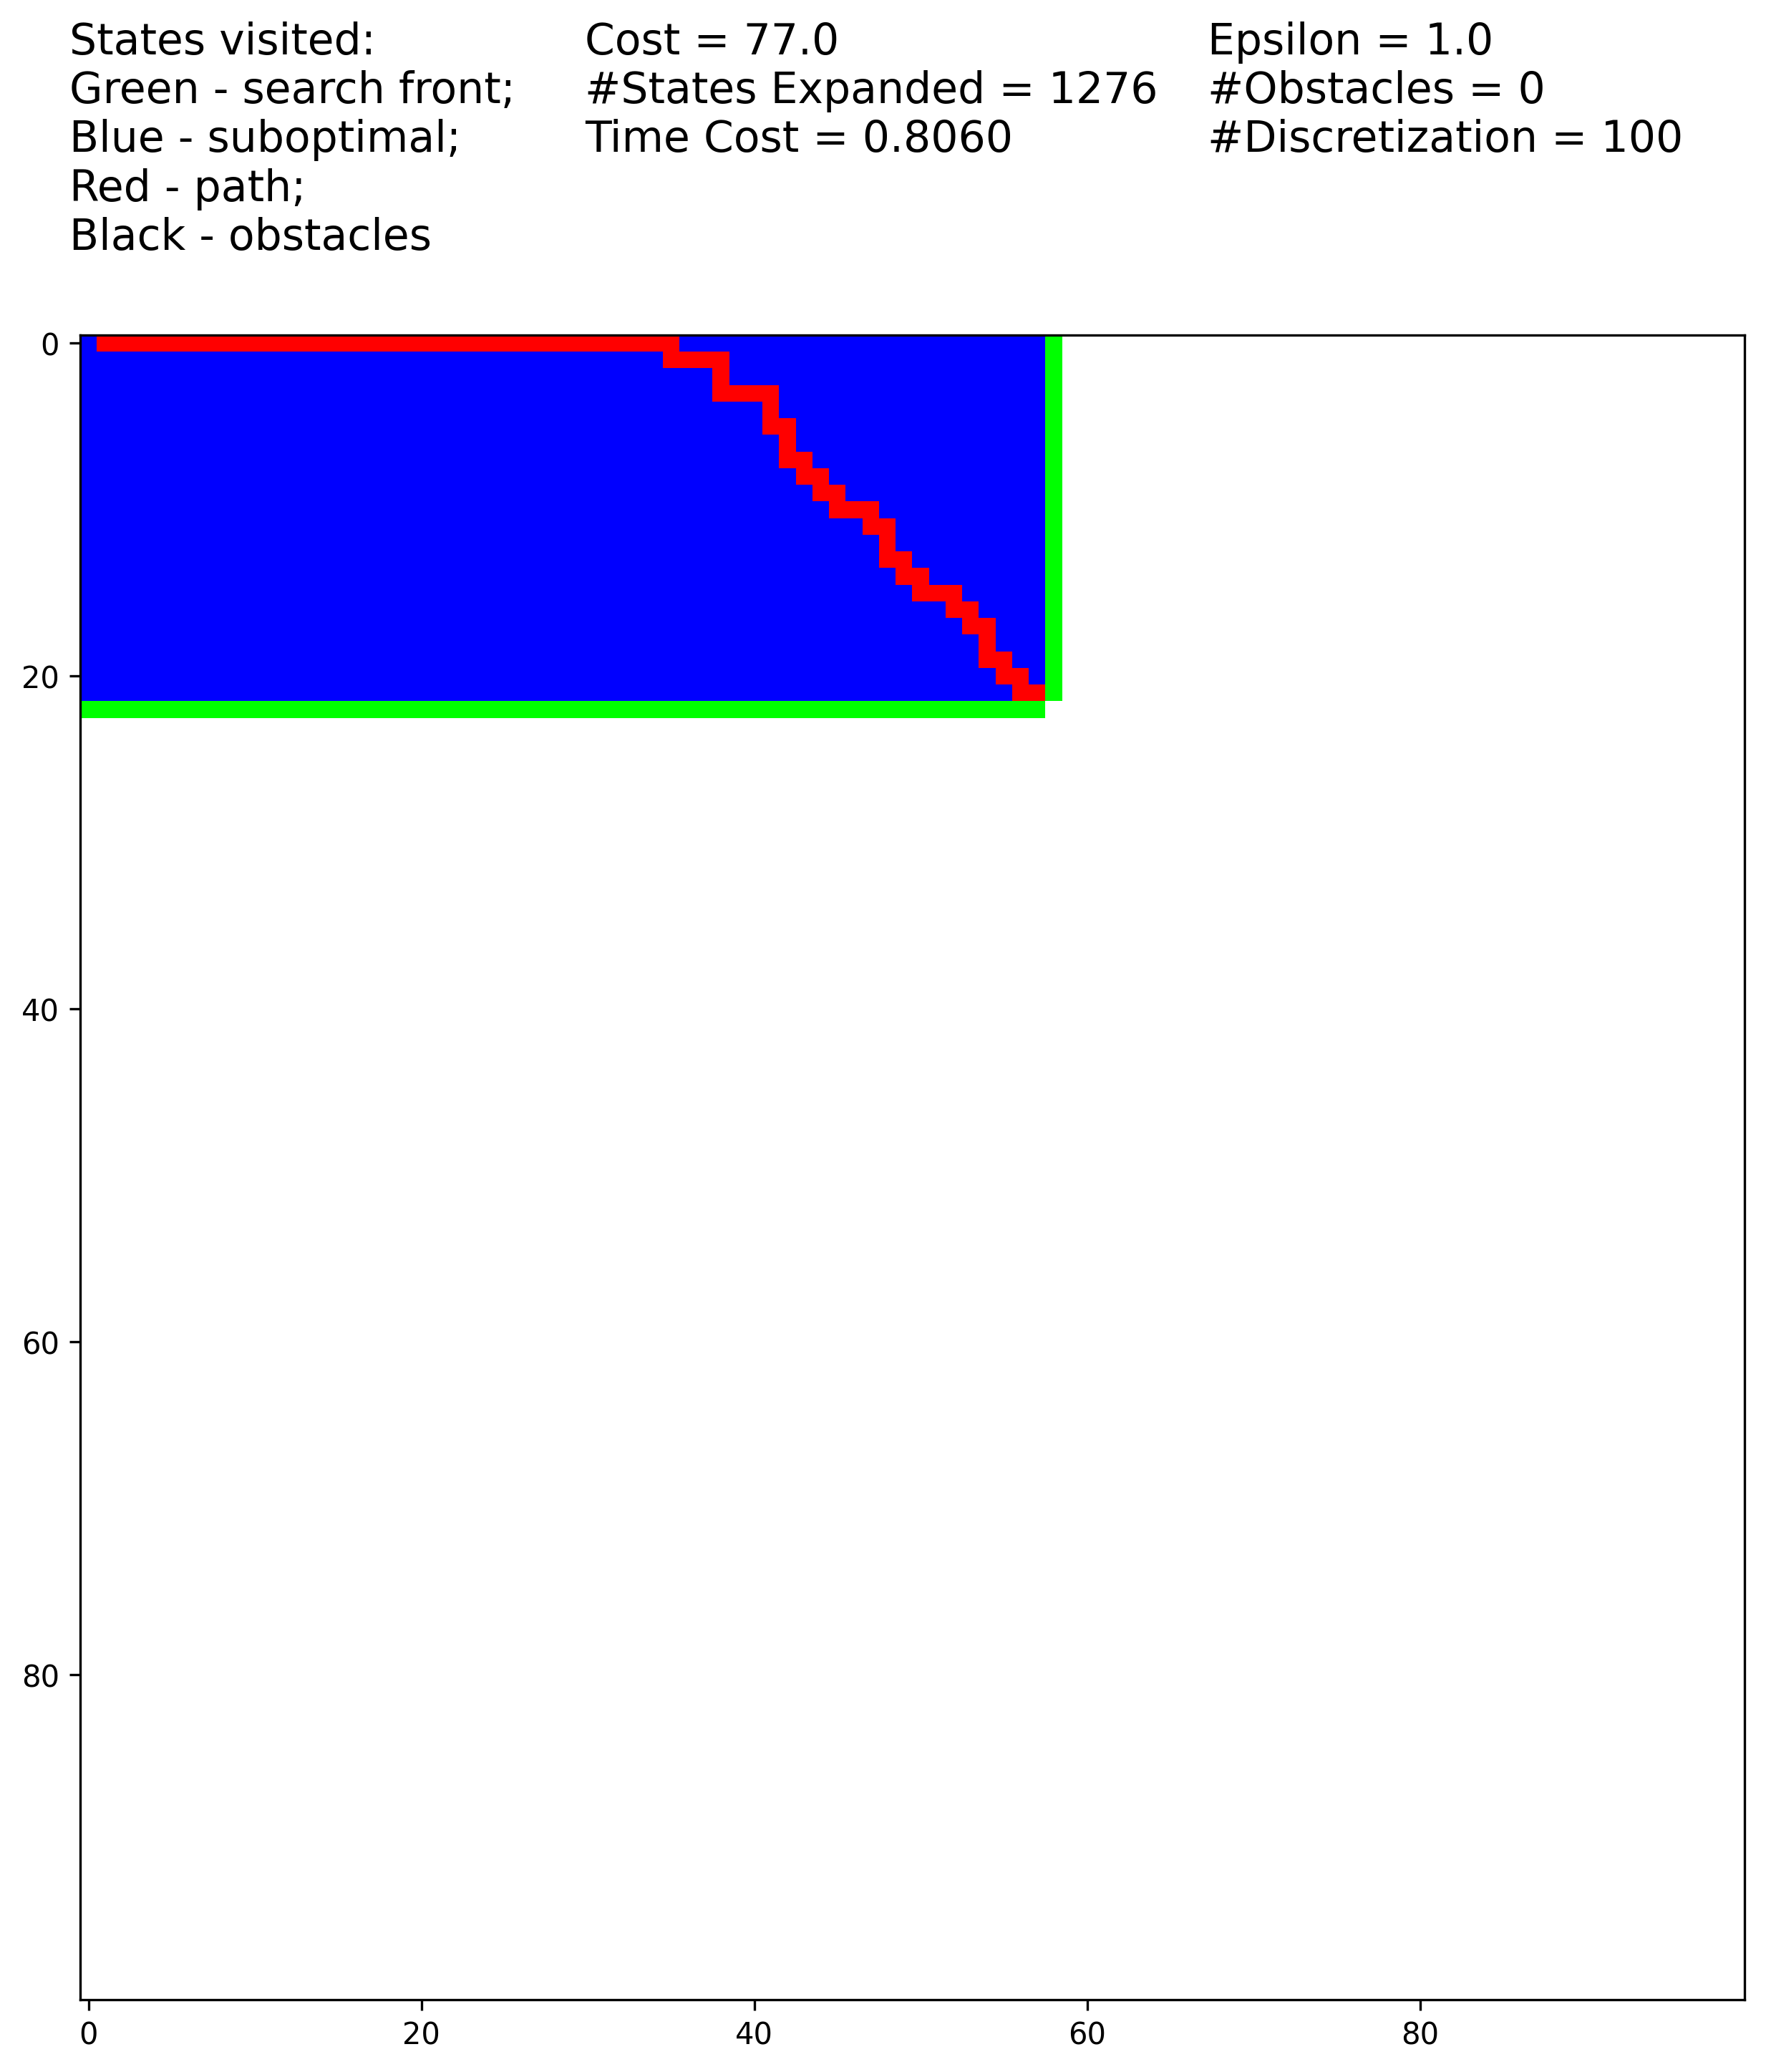 States visited:
Green - search front;
Blue - suboptimal;
Red - path;
Black - obstacles
Cost = 77.0
#States Expanded = 1276
Time Cost = 0.8060
Epsilon = 1.0
#Obstacles = 0
#Discretization = 100
0
20
40
60
80
0 20 40 60 80